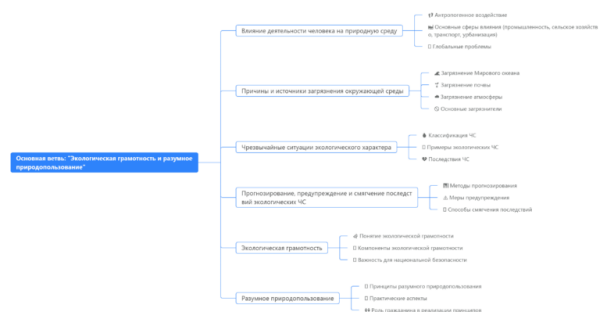 Основная ветвь: "Экологическая грамотность и разумное
природопользование"
Влияние деятельности человека на природную среду
Антропогенное воздействие
Основные сферы влияния (промышленность, сельское хозяйств
о, транспорт, урбанизация)
Глобальные проблемы
Причины и источники загрязнения окружающей среды
Загрязнение Мирового океана
Загрязнение почвы
Загрязнение атмосферы
Основные загрязнители
Чрезвычайные ситуации экологического характера
Классификация ЧС
Примеры экологических ЧС
Последствия ЧС
Прогнозирование, предупреждение и смягчение последст
вий экологических ЧС
Методы прогнозирования
Меры предупреждения
Способы смягчения последствий
Экологическая грамотность
Понятие экологической грамотности
Компоненты экологической грамотности
Важность для национальной безопасности
Разумное природопользование
Принципы разумного природопользования
Практические аспекты
Роль гражданина в реализации принципов